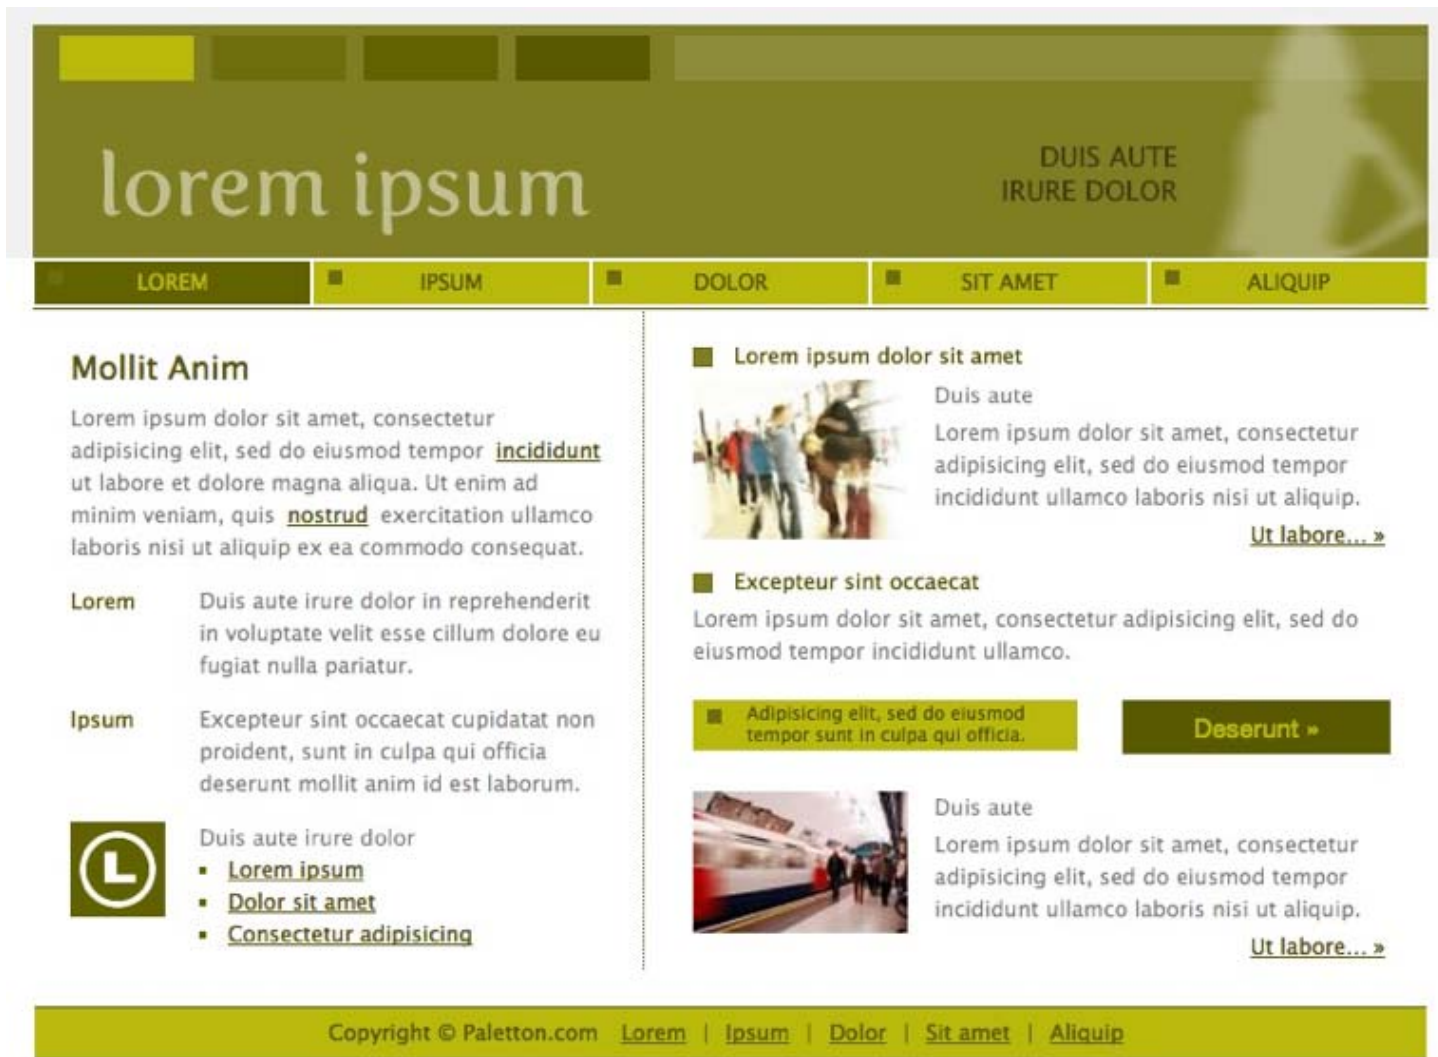 lorem ipsum
DUIS AUTE
IRURE DOLOR
LOREM
IPSUM
DOLOR
SIT AMET
ALIQUIP
Mollit Anim
Lorem ipsum dolor sit amet, consectetur
adipisicing elit, sed do eiusmod tempor incididunt
ut labore et dolore magna aliqua. Ut enim ad
minim veniam, quis nostrud exercitation ullamco
laboris nisi ut aliquip ex ea commodo consequat.
Lorem
Duis aute irure dolor in reprehenderit
in voluptate velit esse cillum dolore eu
fugiat nulla pariatur.
Ipsum
Excepteur sint occaecat cupidatat non
proident, sunt in culpa qui officia
deserunt mollit anim id est laborum.
L
Duis aute irure dolor
Lorem ipsum
Dolor sit amet
Consectetur adipisicing
Lorem ipsum dolor sit amet
Duis aute
Lorem ipsum dolor sit amet, consectetur
adipisicing elit, sed do eiusmod tempor
incididunt ullamco laboris nisi ut aliquip.
Ut labore... »
Excepteur sint occaecat
Lorem ipsum dolor sit amet, consectetur adipisicing elit, sed do
eiusmod tempor incididunt ullamco.
Adipisicing elit, sed do eiusmod
tempor sunt in culpa qui officia.
Deserunt »
Duis aute
Lorem ipsum dolor sit amet, consectetur
adipisicing elit, sed do eiusmod tempor
incididunt ullamco laboris nisi ut aliquip.
Ut labore... »
Copyright © Paletton.com Lorem | Ipsum | Dolor | Sit amet | Aliquip